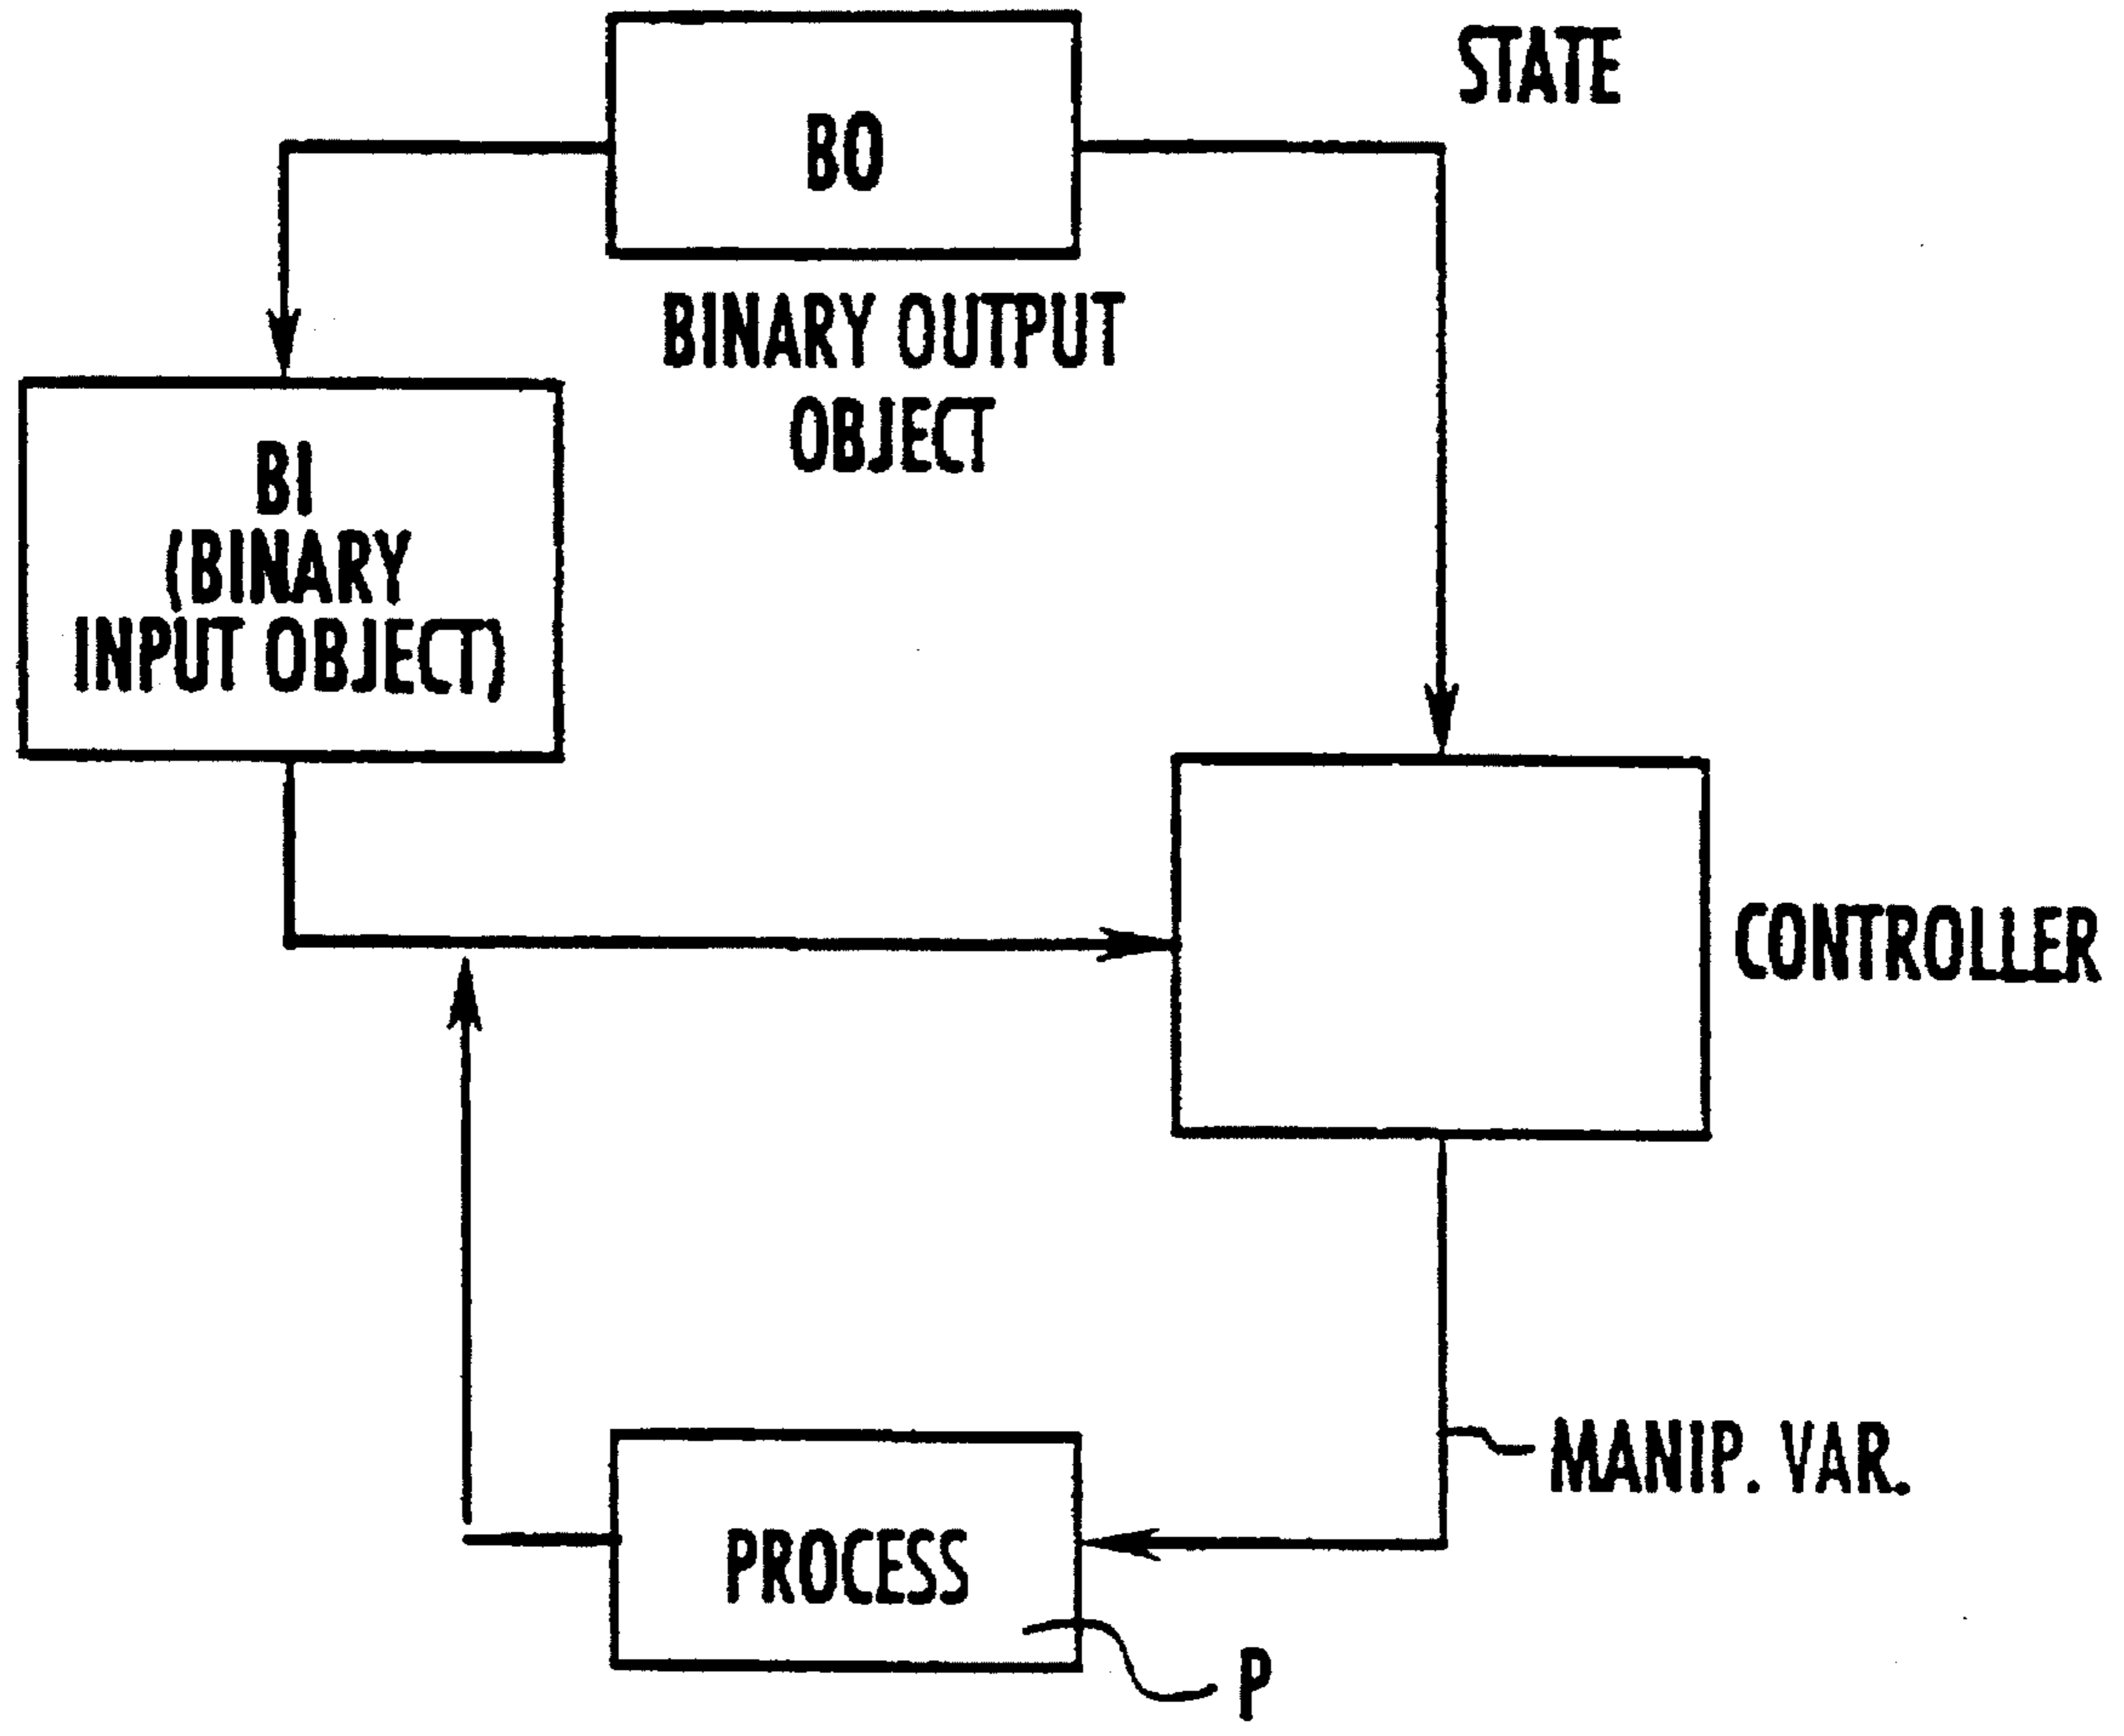 STATE
BO
BINARY OUTPUT
OBJECT
BI
(BINARY
INPUT OBJECT)
CONTROLLER
MANIP. VAR.
PROCESS
P